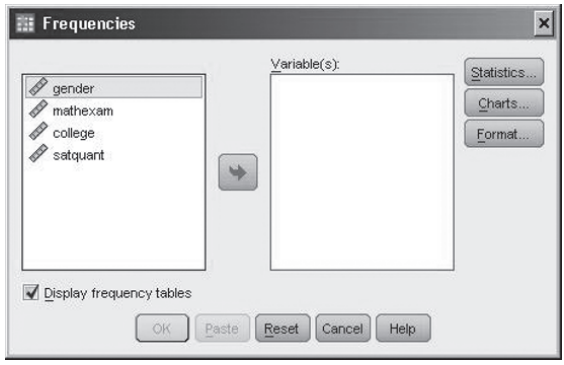 Frequencies
Variable(s):
gender
mathexam
college
satquant
Statistics...
Charts...
Format...
Display frequency tables
OK
Paste
Reset
Cancel
Help